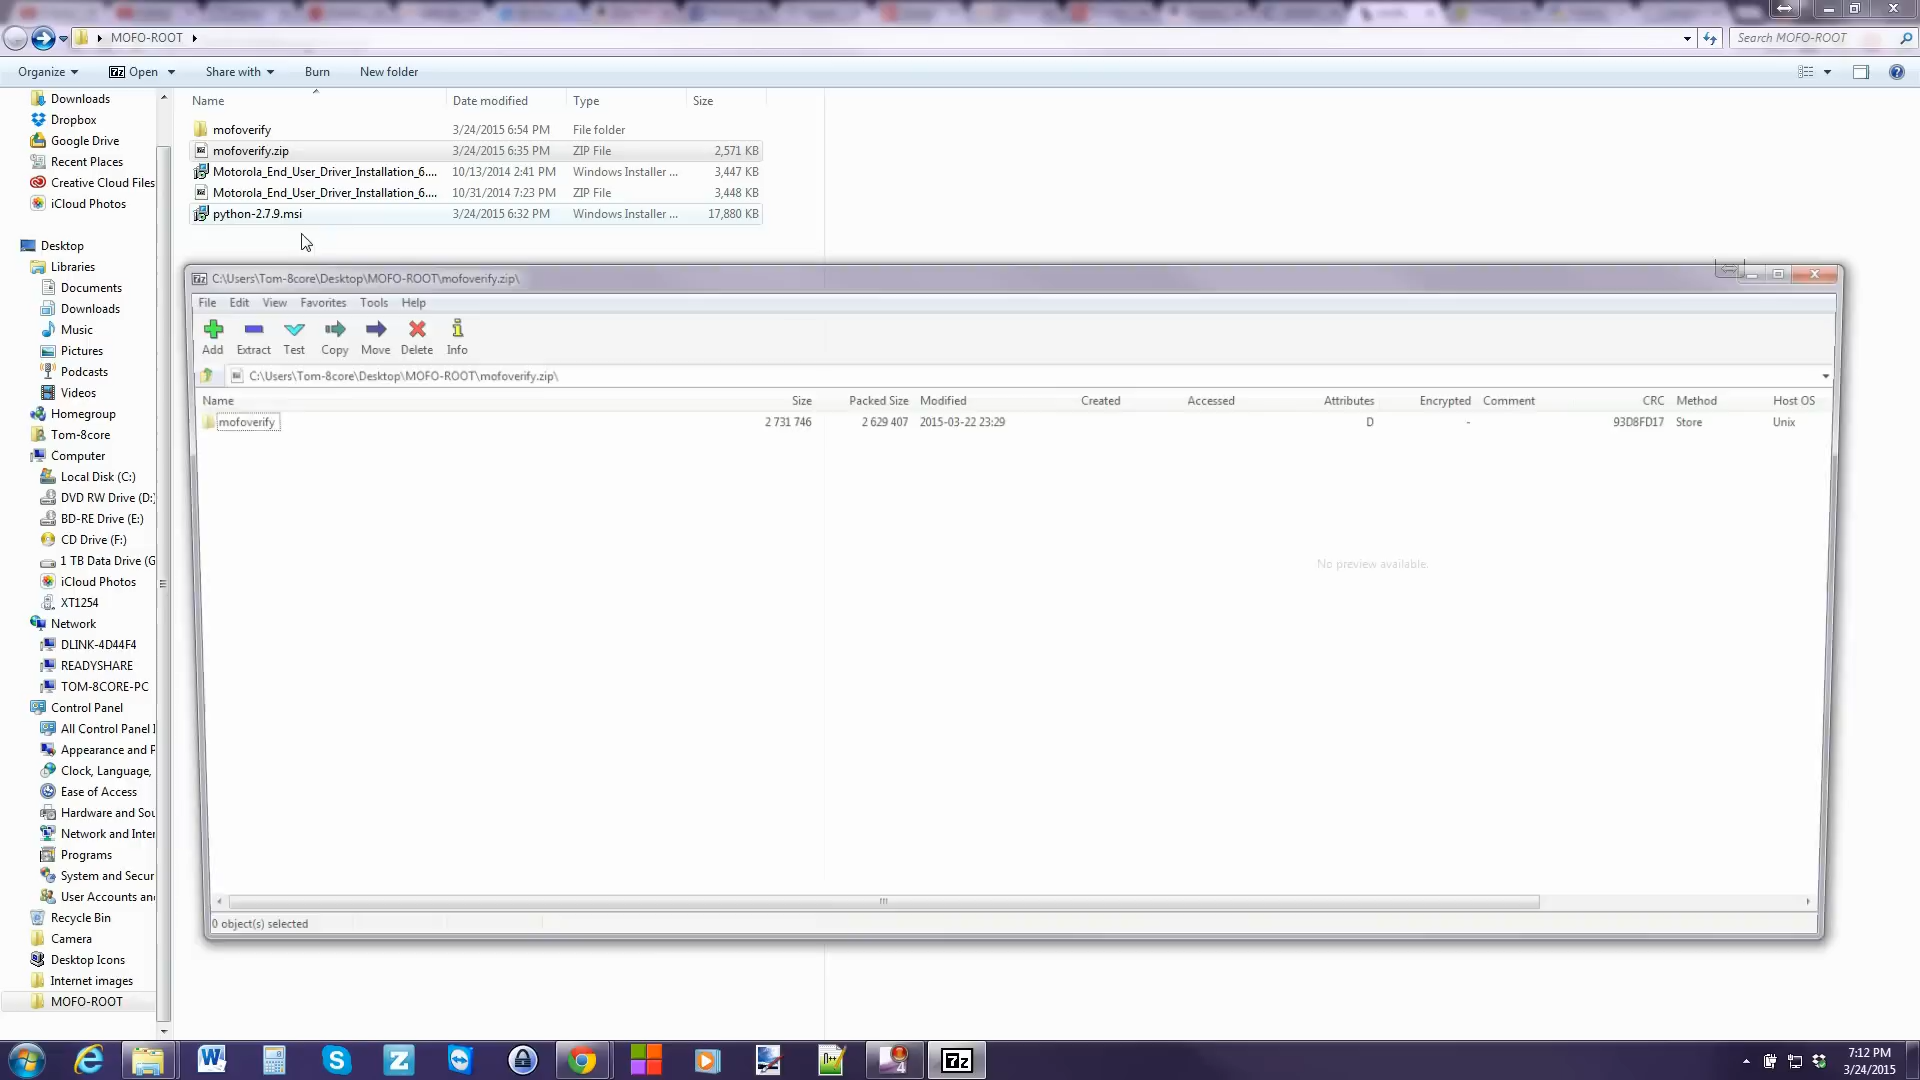 MOFO-ROOT
Search MOFO-ROOT
Organize Open Share with Burn New folder
Name Date modified Type Size
mofoverify 3/24/2015 6:54 PM File folder
mofoverify.zip 3/24/2015 6:35 PM ZIP File 2,571 KB
Motorola_End_User_Driver_Installation_6.... 10/13/2014 2:41 PM Windows Installer ... 3,447 KB
Motorola_End_User_Driver_Installation_6.... 10/31/2014 7:23 PM ZIP File 3,448 KB
python-2.7.9.msi 3/24/2015 6:32 PM Windows Installer ... 17,880 KB
Downloads
Dropbox
Google Drive
Recent Places
Creative Cloud Files
iCloud Photos
Desktop
Libraries
Documents
Downloads
Music
Pictures
Podcasts
Videos
Homegroup
Tom-8core
Computer
Local Disk (C:)
DVD RW Drive (D:)
BD-RE Drive (E:)
CD Drive (F:)
1 TB Data Drive (G
iCloud Photos
XT1254
Network
DLINK-4D44F4
READYSHARE
TOM-8CORE-PC
Control Panel
All Control Panel I
Appearance and P
Clock, Language,
Ease of Access
Hardware and Sou
Network and Inter
Programs
System and Secur
User Accounts and
Recycle Bin
Camera
Desktop Icons
Internet images
MOFO-ROOT
C:\Users\Tom-8core\Desktop\MOFO-ROOT\mofoverify.zip\
File Edit View Favorites Tools Help
Add Extract Test Copy Move Delete Info
C:\Users\Tom-8core\Desktop\MOFO-ROOT\mofoverify.zip\
Name Size Packed Size Modified Created Accessed Attributes Encrypted Comment CRC Method Host OS
mofoverify 2 731 746 2 629 407 2015-03-22 23:29 D - 93D8FD17 Store Unix
No preview available.
0 object(s) selected
7:12 PM
3/24/2015